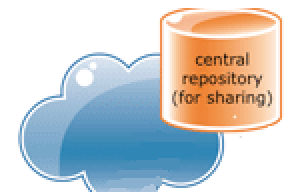 central
repository
(for sharing)